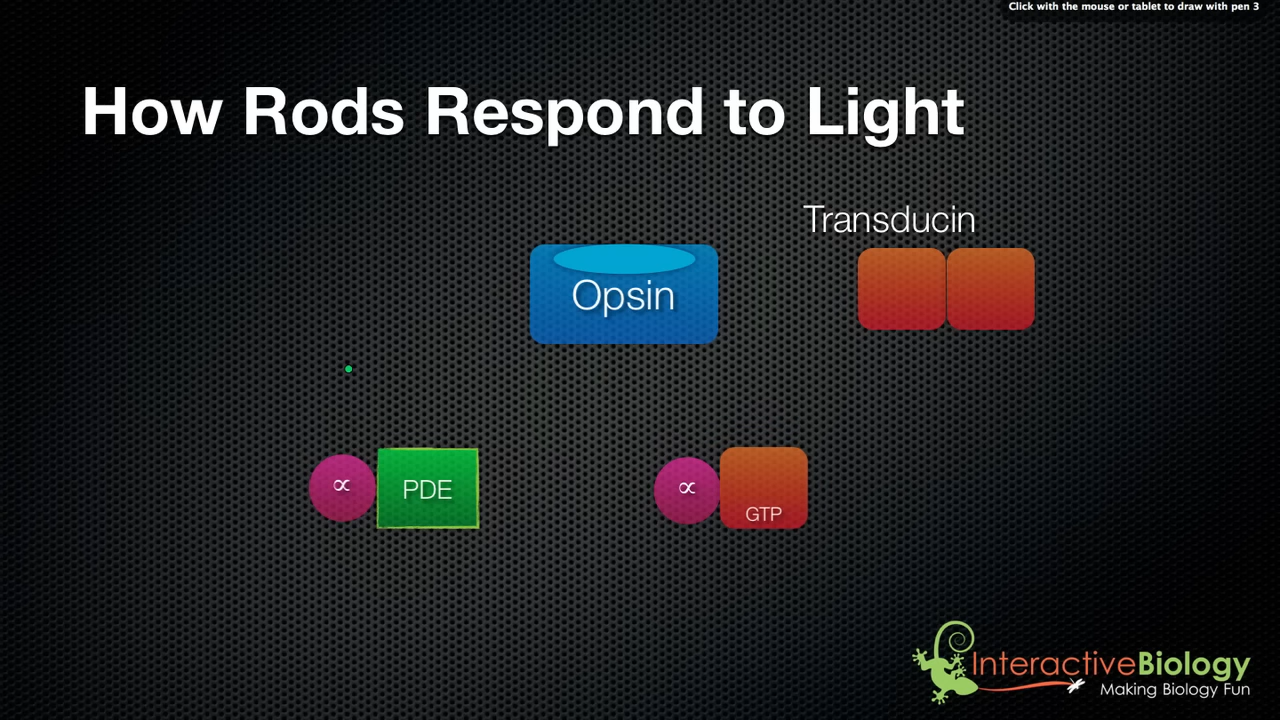 Click with the mouse or tablet to draw with pen 3
How Rods Respond to Light
Transducin
Opsin
∝ PDE
∝ GTP
InteractiveBiology
Making Biology Fun